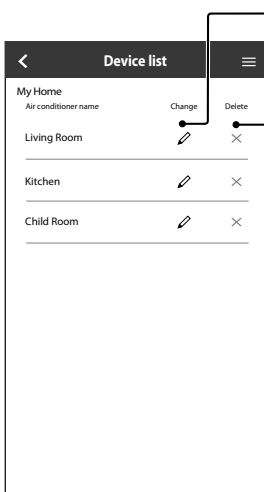 Device list
My Home
Air conditioner name Change Delete
Living Room
Kitchen
Child Room